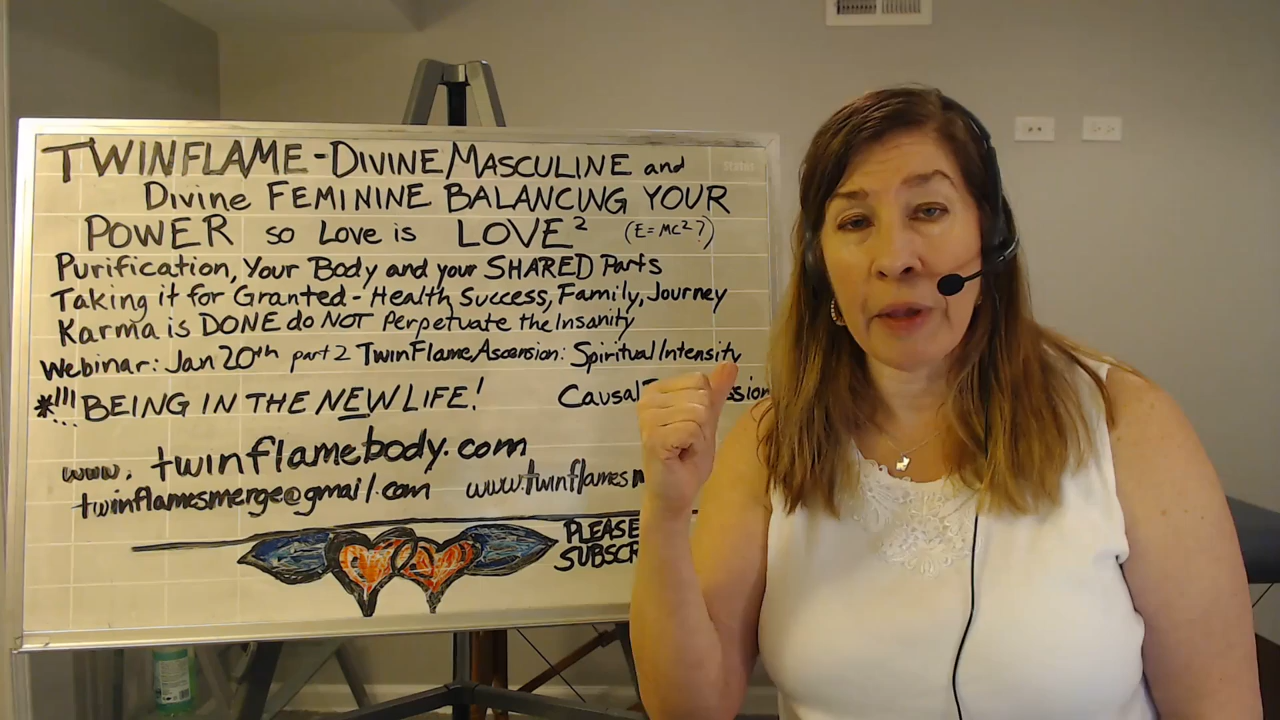 TWINFLAME - DIVINE MASCULINE and
Divine FEMININE BALANCING YOUR
POWER so Love is LOVE² (E=MC²?)
Purification, Your Body and your SHARED Parts
Taking it for Granted - Health, Success, Family, Journey
Karma is DONE do NOT Perpetuate the Insanity
Webinar: Jan 20th part 2 TwinFlame Ascension: Spiritual Intensity
*!!! BEING IN THE NEW LIFE! Causal
www.twinflamebody.com
twinflamesmerge@gmail.com www.twinflames
PLEASE
SUBSCR